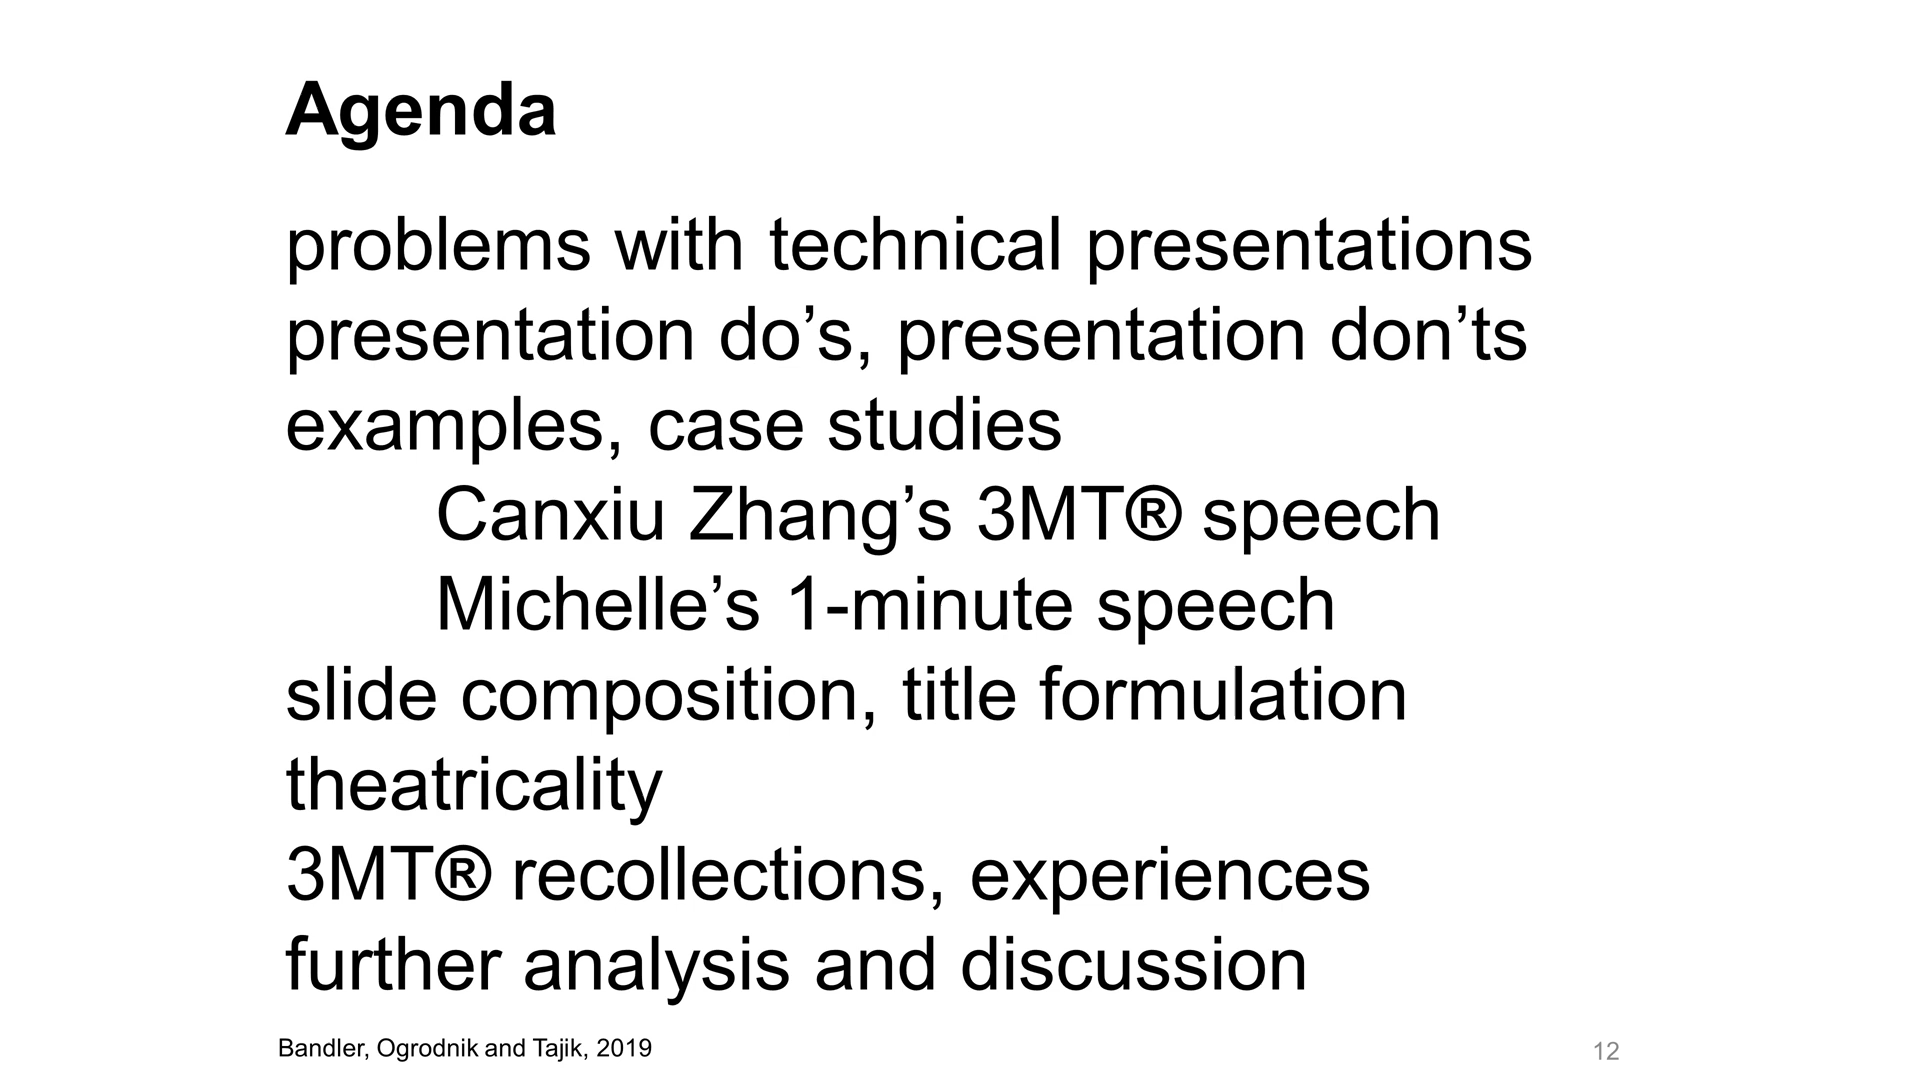 Agenda
problems with technical presentations
presentation do’s, presentation don’ts
examples, case studies
Canxiu Zhang’s 3MT® speech
Michelle’s 1-minute speech
slide composition, title formulation
theatricality
3MT® recollections, experiences
further analysis and discussion
Bandler, Ogrodnik and Tajik, 2019
12